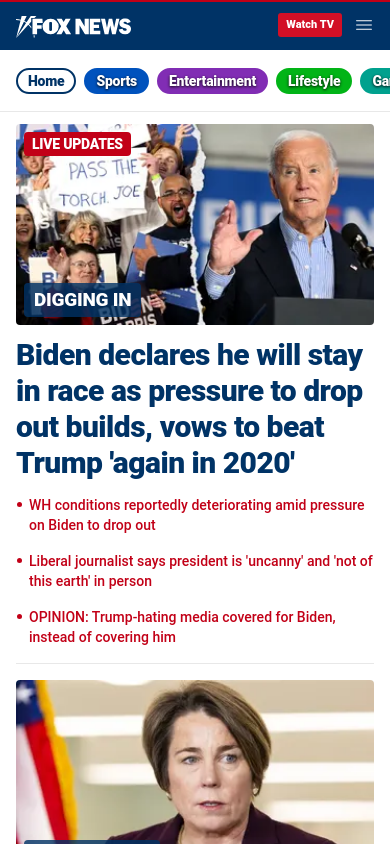 FOX NEWS
Watch TV
Home
Sports
Entertainment
Lifestyle
Ga
LIVE UPDATES
PASS THE
TORCH, JOE
DIGGING IN
Biden declares he will stay
in race as pressure to drop
out builds, vows to beat
Trump 'again in 2020'
• WH conditions reportedly deteriorating amid pressure
on Biden to drop out
• Liberal journalist says president is 'uncanny' and 'not of
this earth' in person
• OPINION: Trump-hating media covered for Biden,
instead of covering him